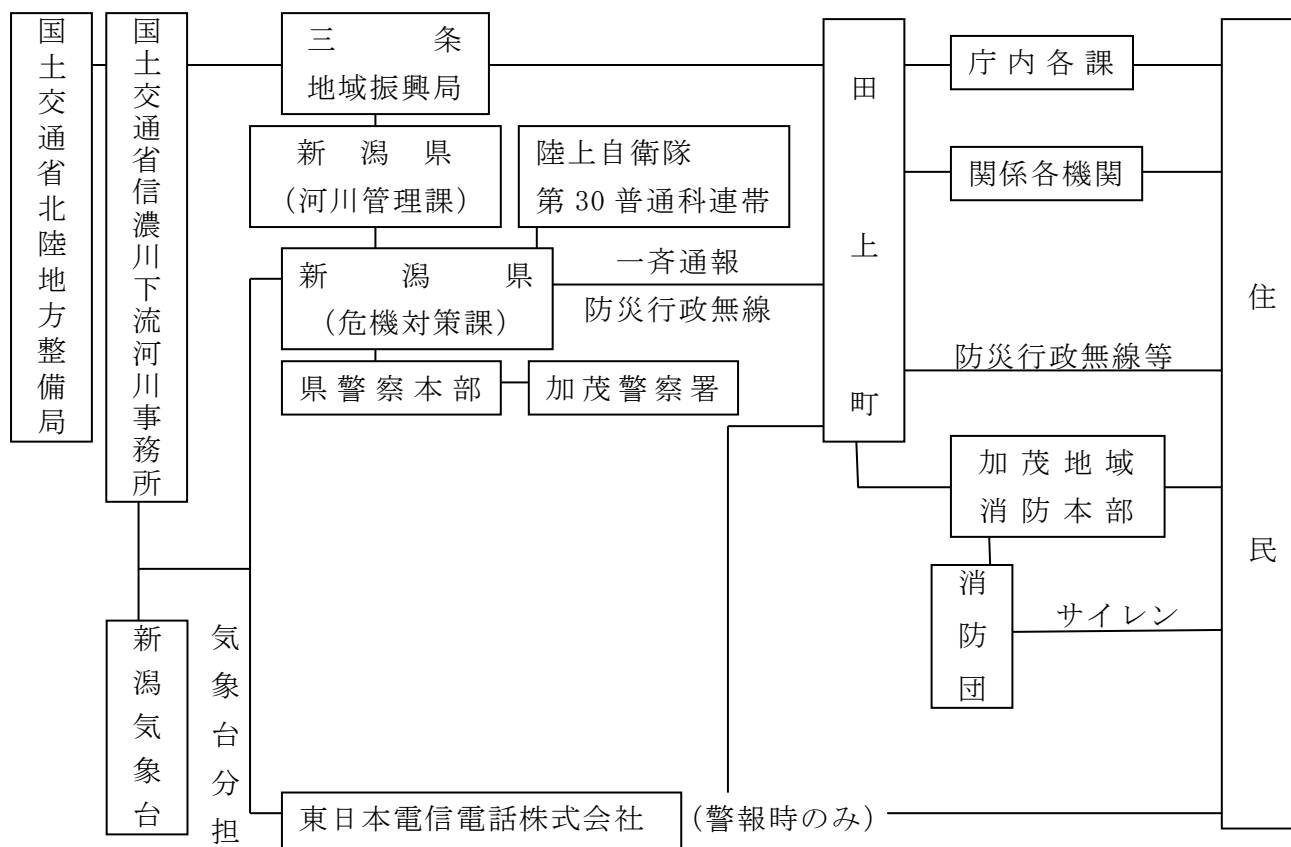 国土交通省北陸地方整備局
国土交通省信濃川下流河川事務所
三条
地域振興局
新潟県
（河川管理課）
陸上自衛隊
第30普通科連帯
新潟県
（危機対策課）
一斉通報
防災行政無線
県警察本部
加茂警察署
田上町
庁内各課
関係各機関
防災行政無線等
加茂地域
消防本部
消防団
サイレン
住民
新潟気象台
気象台分担
東日本電信電話株式会社
（警報時のみ）